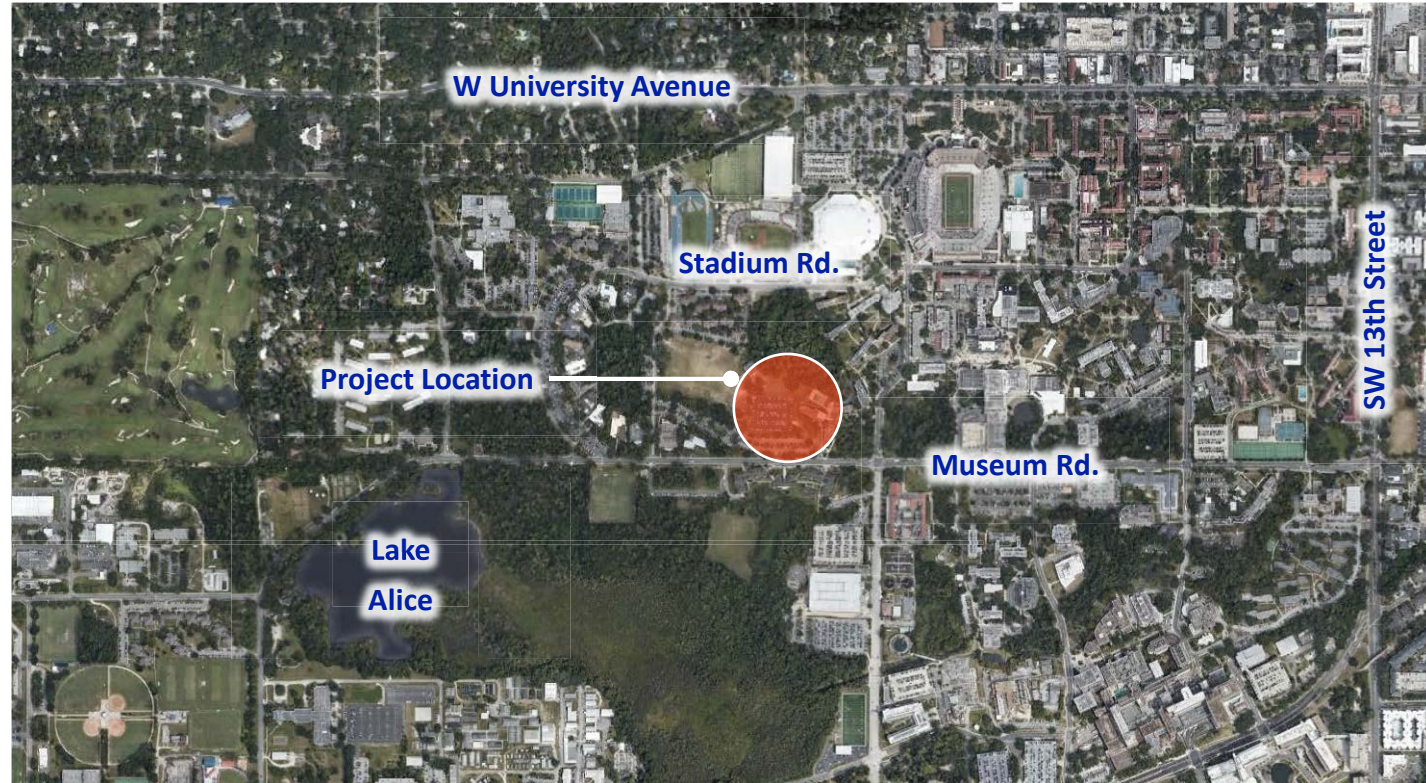 W University Avenue
Stadium Rd.
SW 13th Street
Project Location
Museum Rd.
Lake
Alice